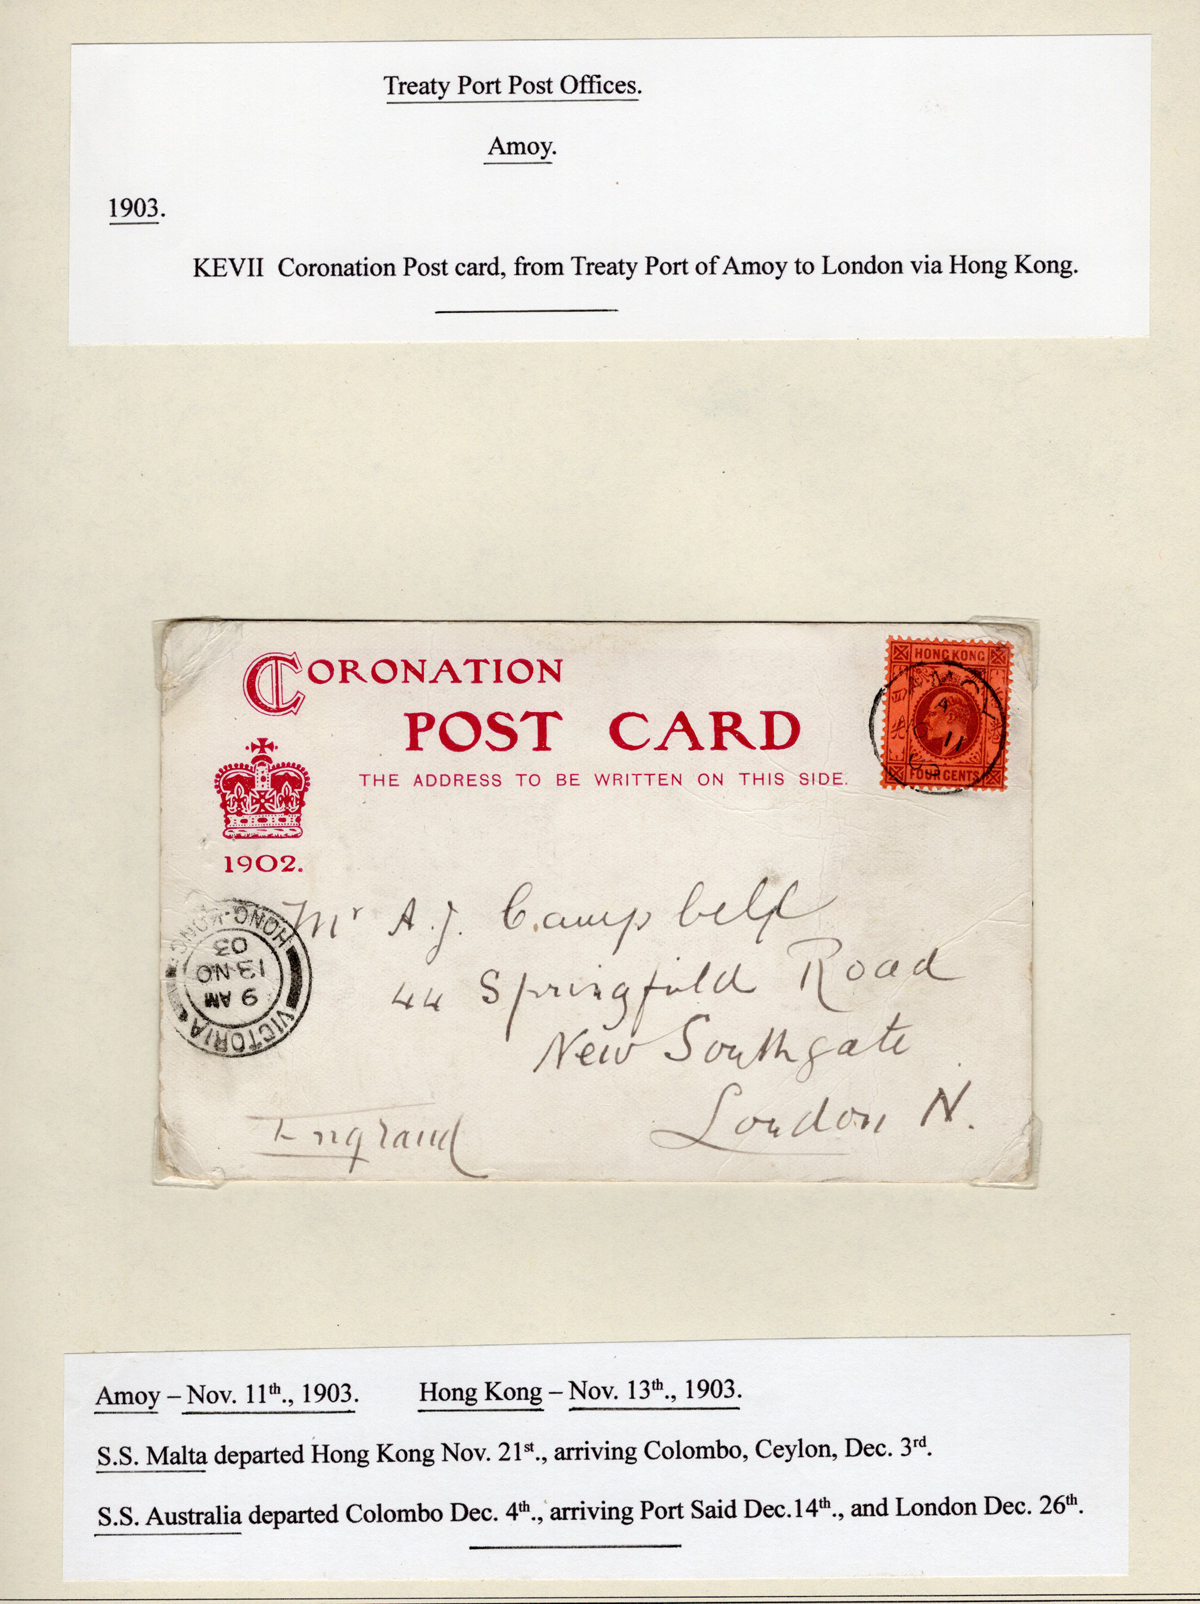 Treaty Port Post Offices.
Amoy.
1903.
KEVII Coronation Post card, from Treaty Port of Amoy to London via Hong Kong.
CORONATION
POST CARD
THE ADDRESS TO BE WRITTEN ON THIS SIDE.
1902.
HONG KONG
AMOY
A
11
03
FOUR CENTS
HONG-KONG
VICTORIA
9 AM
13 NO
03
Mr A. J. Campbell
44 Springfield Road
New Southgate
London N.
England
Amoy – Nov. 11th., 1903. Hong Kong – Nov. 13th., 1903.
S.S. Malta departed Hong Kong Nov. 21st., arriving Colombo, Ceylon, Dec. 3rd.
S.S. Australia departed Colombo Dec. 4th., arriving Port Said Dec.14th., and London Dec. 26th.